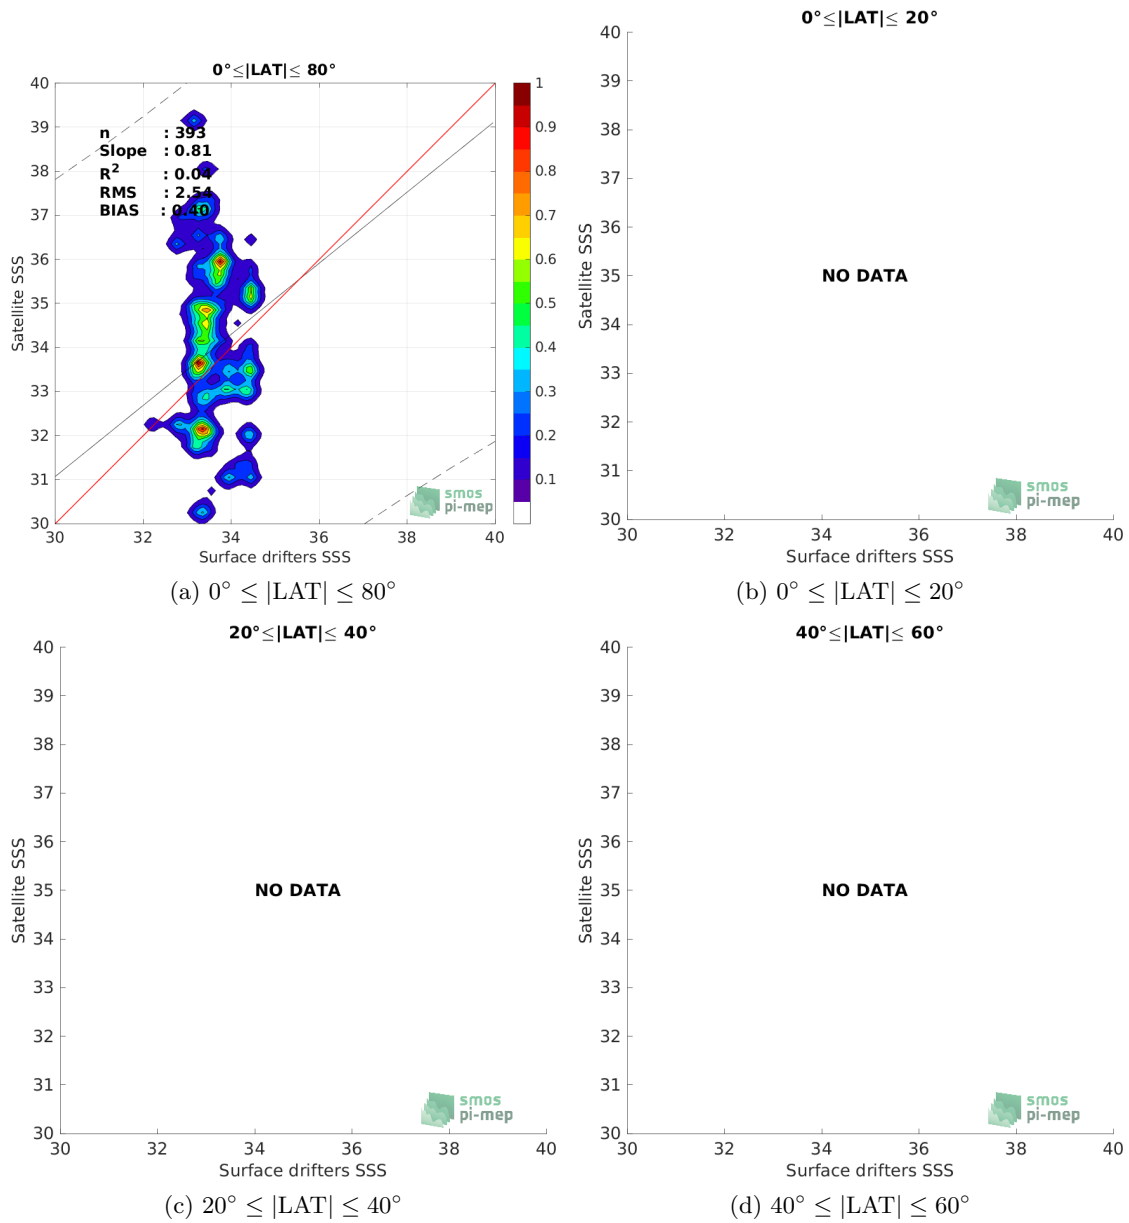 0°≤|LAT|≤ 80°
40
39
38
37
36
35
34
33
32
31
30
Satellite SSS
n : 393
Slope : 0.81
R² : 0.04
RMS : 2.54
BIAS : 0.40
1
0.9
0.8
0.7
0.6
0.5
0.4
0.3
0.2
0.1
smos
pi-mep
30 32 34 36 38 40
Surface drifters SSS
(a) 0° ≤ |LAT| ≤ 80°
0°≤|LAT|≤ 20°
40
39
38
37
36
35
34
33
32
31
30
Satellite SSS
NO DATA
smos
pi-mep
30 32 34 36 38 40
Surface drifters SSS
(b) 0° ≤ |LAT| ≤ 20°
20°≤|LAT|≤ 40°
40
39
38
37
36
35
34
33
32
31
30
Satellite SSS
NO DATA
smos
pi-mep
30 32 34 36 38 40
Surface drifters SSS
(c) 20° ≤ |LAT| ≤ 40°
40°≤|LAT|≤ 60°
40
39
38
37
36
35
34
33
32
31
30
Satellite SSS
NO DATA
smos
pi-mep
30 32 34 36 38 40
Surface drifters SSS
(d) 40° ≤ |LAT| ≤ 60°